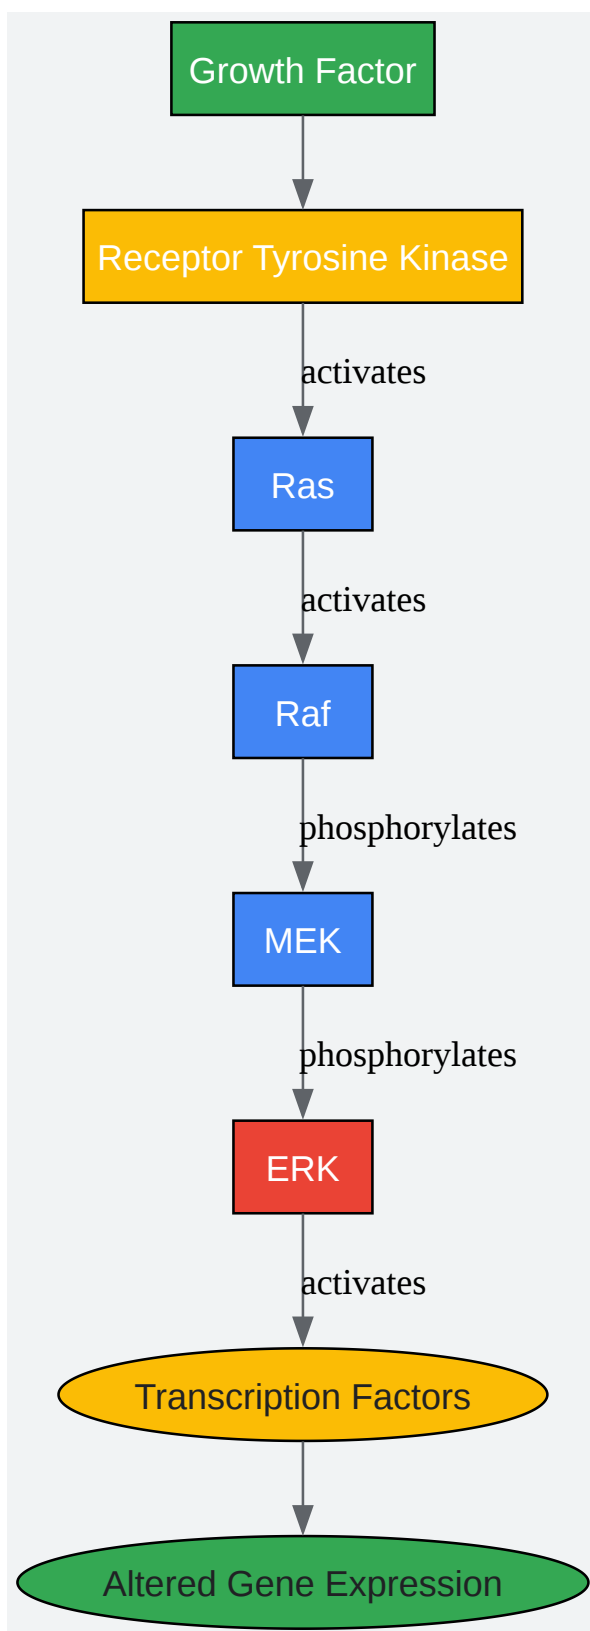 Growth Factor
Receptor Tyrosine Kinase
activates
Ras
activates
Raf
phosphorylates
MEK
phosphorylates
ERK
activates
Transcription Factors
Altered Gene Expression